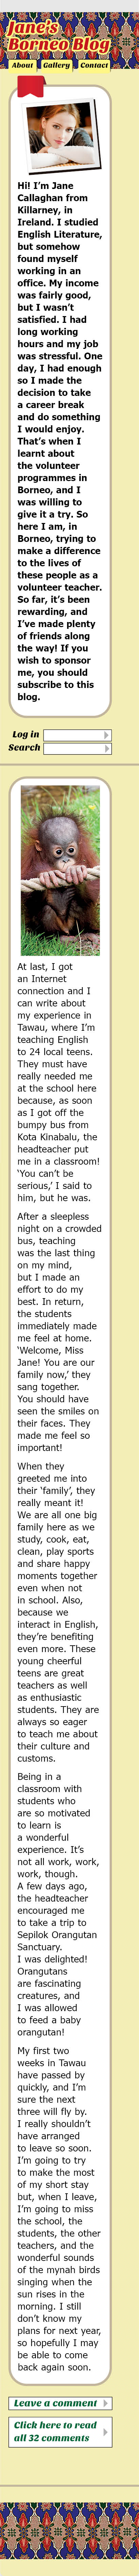 Jane's
Borneo Blog
About Gallery Contact
Hi! I'm Jane
Callaghan from
Killarney, in
Ireland. I studied
English Literature,
but somehow
found myself
working in an
office. My income
was fairly good,
but I wasn't
satisfied. I had
long working
hours and my job
was stressful. One
day, I had enough
so I made the
decision to take
a career break
and do something
I would enjoy.
That's when I
learnt about
the volunteer
programmes in
Borneo, and I
was willing to
give it a try. So
here I am, in
Borneo, trying to
make a difference
to the lives of
these people as a
volunteer teacher.
So far, it's been
rewarding, and
I've made plenty
of friends along
the way! If you
wish to sponsor
me, you should
subscribe to this
blog.
Log in
Search
At last, I got
an Internet
connection and I
can write about
my experience in
Tawau, where I'm
teaching English
to 24 local teens.
They must have
really needed me
at the school here
because, as soon
as I got off the
bumpy bus from
Kota Kinabalu, the
headteacher put
me in a classroom!
'You can't be
serious,' I said to
him, but he was.
After a sleepless
night on a crowded
bus, teaching
was the last thing
on my mind,
but I made an
effort to do my
best. In return,
the students
immediately made
me feel at home.
'Welcome, Miss
Jane! You are our
family now,' they
sang together.
You should have
seen the smiles on
their faces. They
made me feel so
important!
When they
greeted me into
their 'family', they
really meant it!
We are all one big
family here as we
study, cook, eat,
clean, play sports
and share happy
moments together
even when not
in school. Also,
because we
interact in English,
they're benefiting
even more. These
young cheerful
teens are great
teachers as well
as enthusiastic
students. They are
always so eager
to teach me about
their culture and
customs.
Being in a
classroom with
students who
are so motivated
to learn is
a wonderful
experience. It's
not all work, work,
work, though.
A few days ago,
the headteacher
encouraged me
to take a trip to
Sepilok Orangutan
Sanctuary.
I was delighted!
Orangutans
are fascinating
creatures, and
I was allowed
to feed a baby
orangutan!
My first two
weeks in Tawau
have passed by
quickly, and I'm
sure the next
three will fly by.
I really shouldn't
have arranged
to leave so soon.
I'm going to try
to make the most
of my short stay
but, when I leave,
I'm going to miss
the school, the
students, the other
teachers, and the
wonderful sounds
of the mynah birds
singing when the
sun rises in the
morning. I still
don't know my
plans for next year,
so hopefully I may
be able to come
back again soon.
Leave a comment
Click here to read
all 32 comments